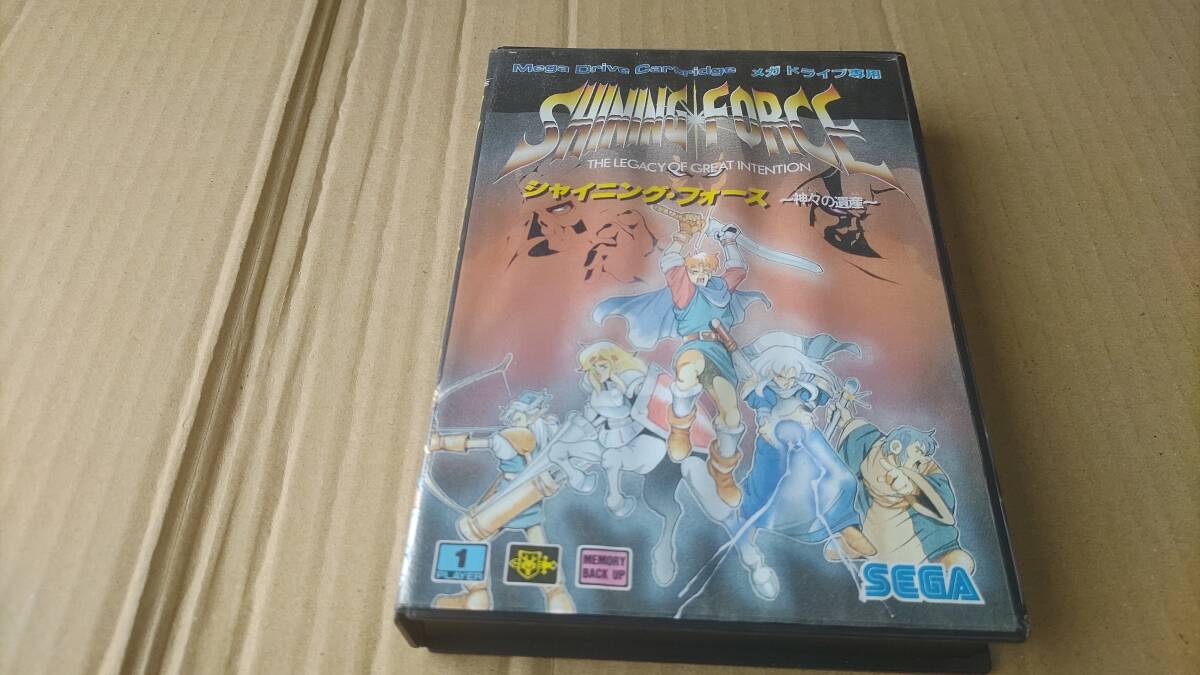 Mega Drive Cartridge メガドライブ専用
SHINING FORCE
THE LEGACY OF GREAT INTENTION
シャイニング・フォース ～神々の遺産～
1
PLAYER
MEMORY
BACK UP
SEGA